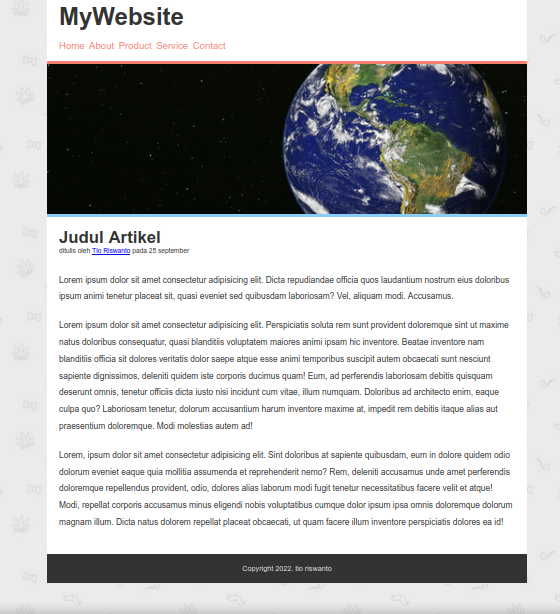 MyWebsite
Home About Product Service Contact
Judul Artikel
ditulis oleh Tio Riswanto pada 25 september
Lorem ipsum dolor sit amet consectetur adipisicing elit. Dicta repudiandae officia quos laudantium nostrum eius doloribus
ipsum animi tenetur placeat sit, quasi eveniet sed quibusdam laboriosam? Vel, aliquam modi. Accusamus.
Lorem ipsum dolor sit amet consectetur adipisicing elit. Perspiciatis soluta rem sunt provident doloremque sint ut maxime
natus doloribus consequatur, quasi blanditiis voluptatem maiores animi ipsam hic inventore. Beatae inventore nam
blanditiis officia sit dolores veritatis dolor saepe atque esse animi temporibus suscipit autem obcaecati sunt nesciunt
sapiente dignissimos, deleniti quidem iste corporis ducimus quam! Eum, ad perferendis laboriosam debitis quisquam
deserunt omnis, tenetur officiis dicta iusto nisi incidunt cum vitae, illum numquam. Doloribus ad architecto enim, eaque
culpa quo? Laboriosam tenetur, dolorum accusantium harum inventore maxime at, impedit rem debitis itaque alias aut
praesentium doloremque. Modi molestias autem ad!
Lorem, ipsum dolor sit amet consectetur adipisicing elit. Sint doloribus at sapiente quibusdam, eum in dolore quidem odio
dolorum eveniet eaque quia mollitia assumenda et reprehenderit nemo? Rem, deleniti accusamus unde amet perferendis
doloremque repellendus provident, odio, dolores alias laborum modi fugit tenetur necessitatibus facere velit et atque!
Modi, repellat corporis accusamus minus eligendi nobis voluptatibus cumque dolor ipsum ipsa omnis doloremque dolorum
magnam illum. Dicta natus dolorem repellat placeat obcaecati, ut quam facere illum inventore perspiciatis dolores ea id!
Copyright 2022. tio riswanto